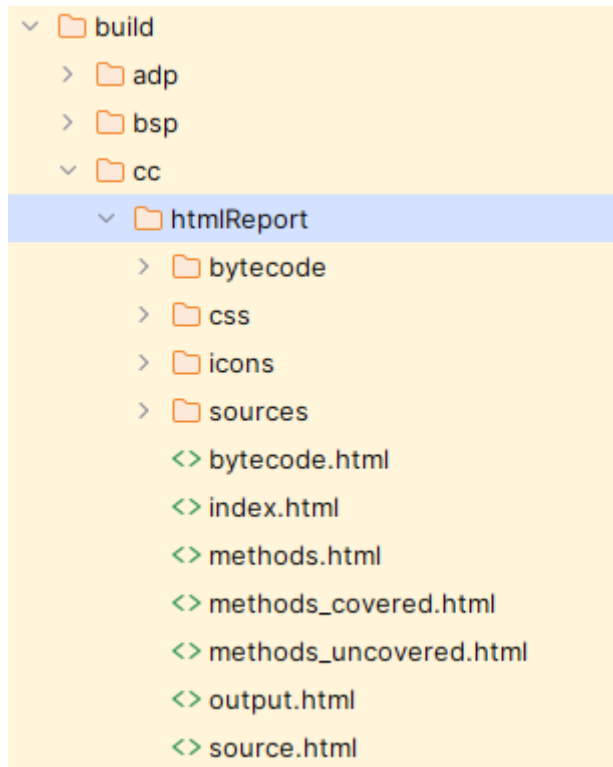 build
adp
bsp
cc
htmlReport
bytecode
css
icons
sources
bytecode.html
index.html
methods.html
methods_covered.html
methods_uncovered.html
output.html
source.html